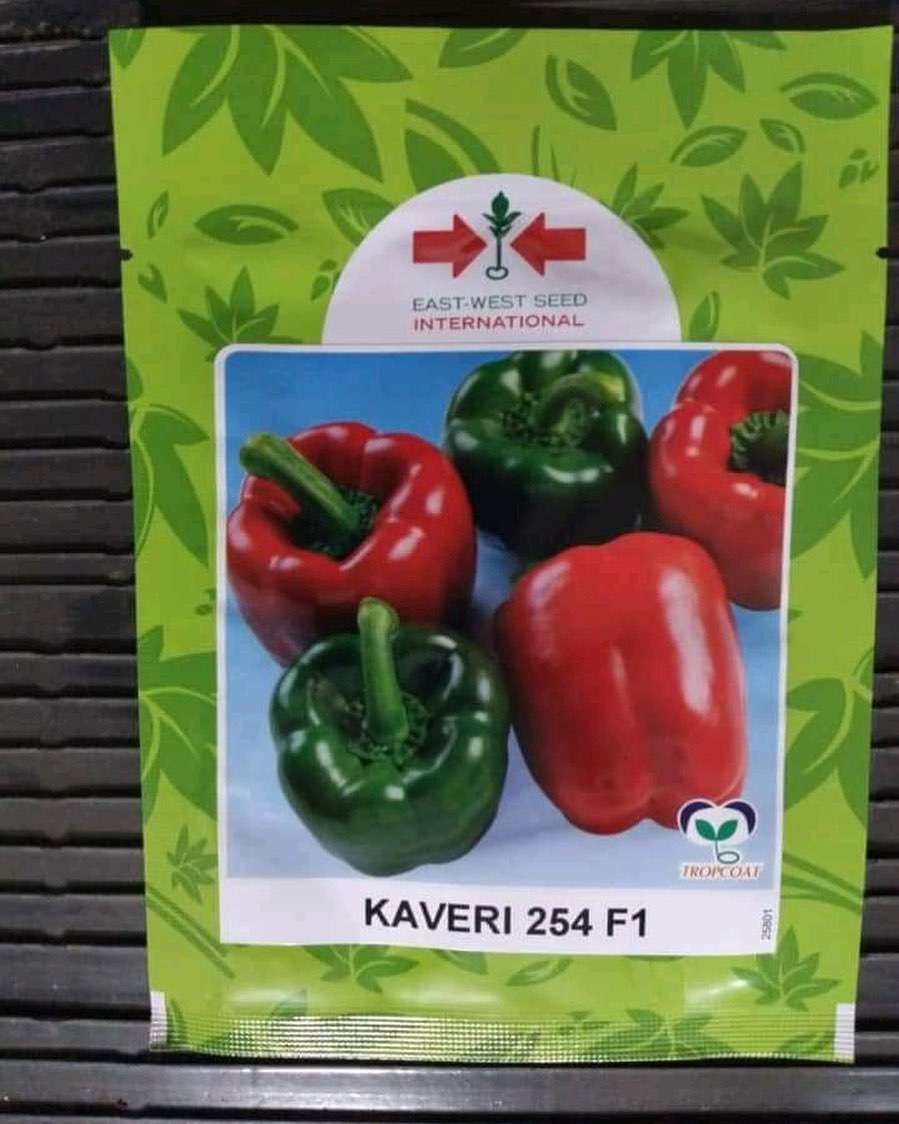 EAST-WEST SEED
INTERNATIONAL
TROPCOAT
KAVERI 254 F1
25801